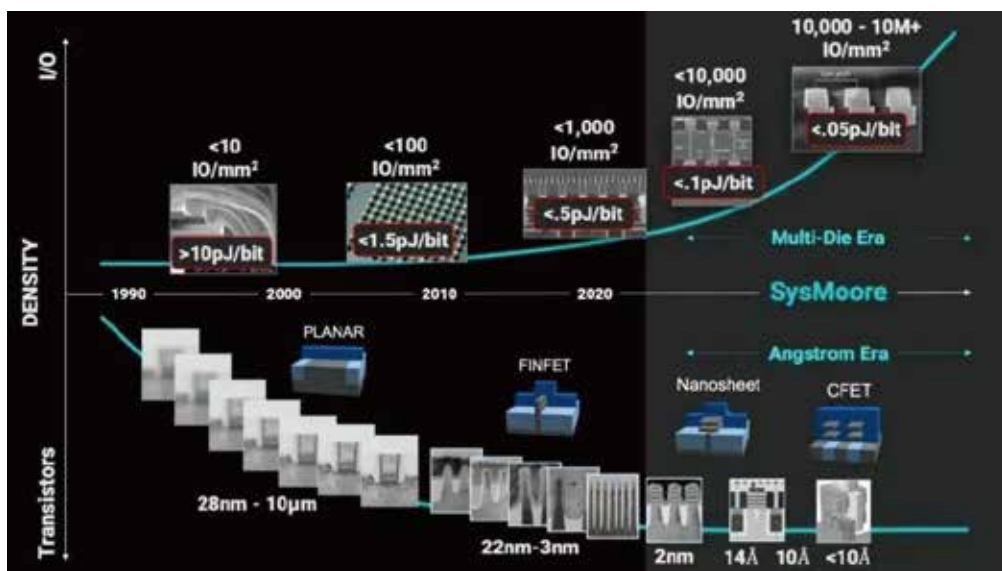 I/O
DENSITY
Transistors
<10
IO/mm²
>10pJ/bit
<100
IO/mm²
<1.5pJ/bit
<1,000
IO/mm²
<.5pJ/bit
<10,000
IO/mm²
<.1pJ/bit
10,000 - 10M+
IO/mm²
<.05pJ/bit
Multi-Die Era
1990
2000
2010
2020
SysMoore
Angstrom Era
PLANAR
FINFET
Nanosheet
CFET
28nm - 10µm
22nm-3nm
2nm
14Å
10Å
<10Å